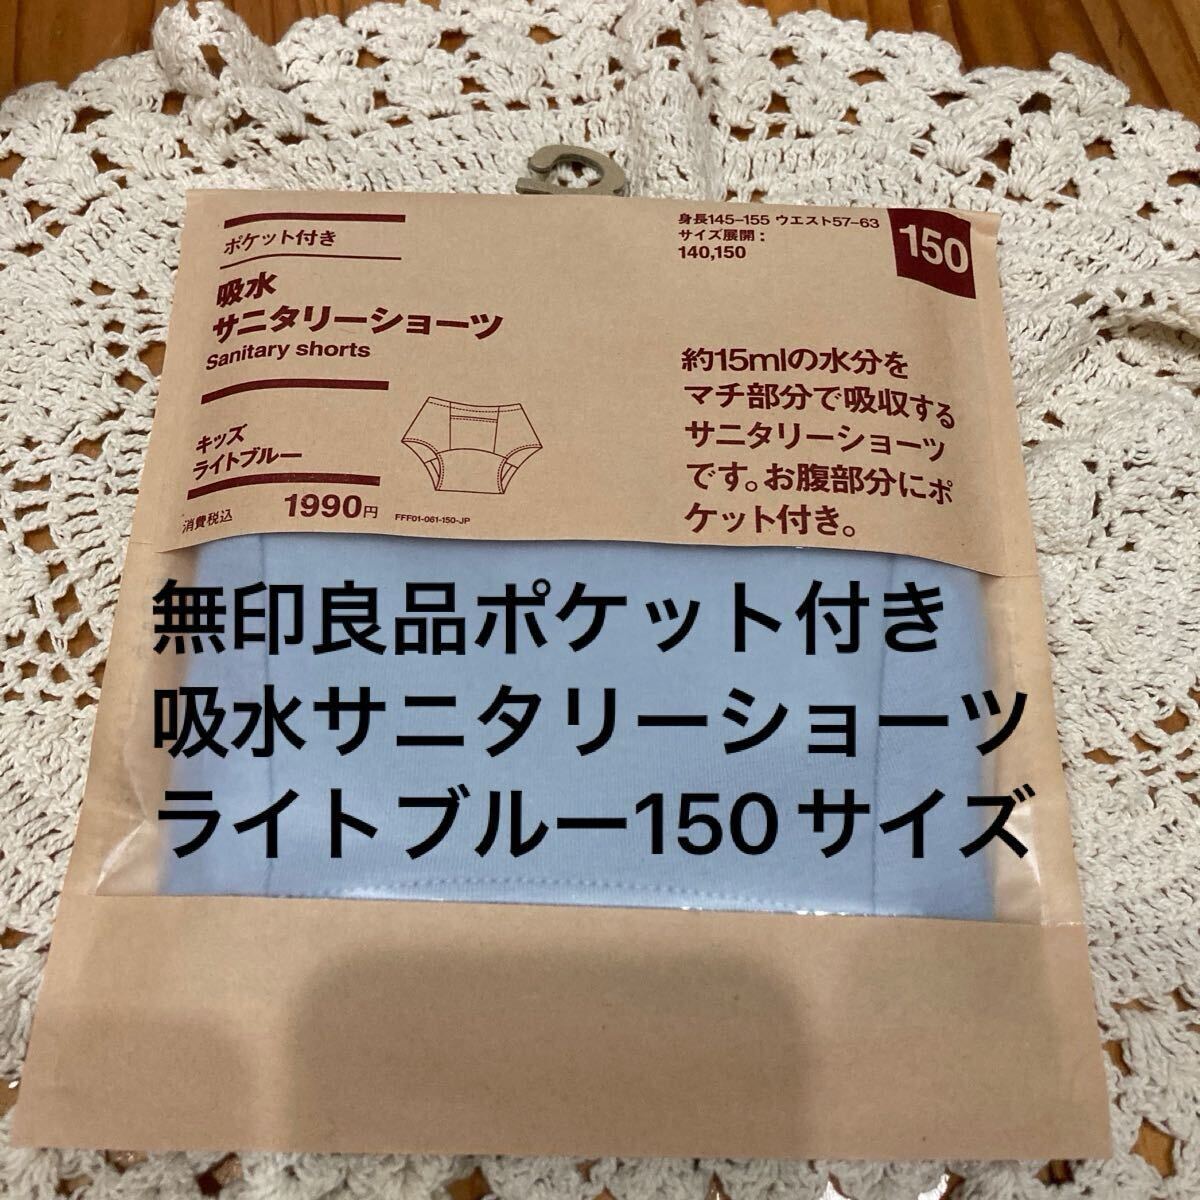 ポケット付き
吸水
サニタリーショーツ
Sanitary shorts
キッズ
ライトブルー
消費税込 1990円
FFF01-061-150-JP
身長145–155 ウエスト57–63
サイズ展開：
140,150
150
約15mlの水分を
マチ部分で吸収する
サニタリーショーツ
です。お腹部分にポ
ケット付き。
無印良品ポケット付き
吸水サニタリーショーツ
ライトブルー150サイズ